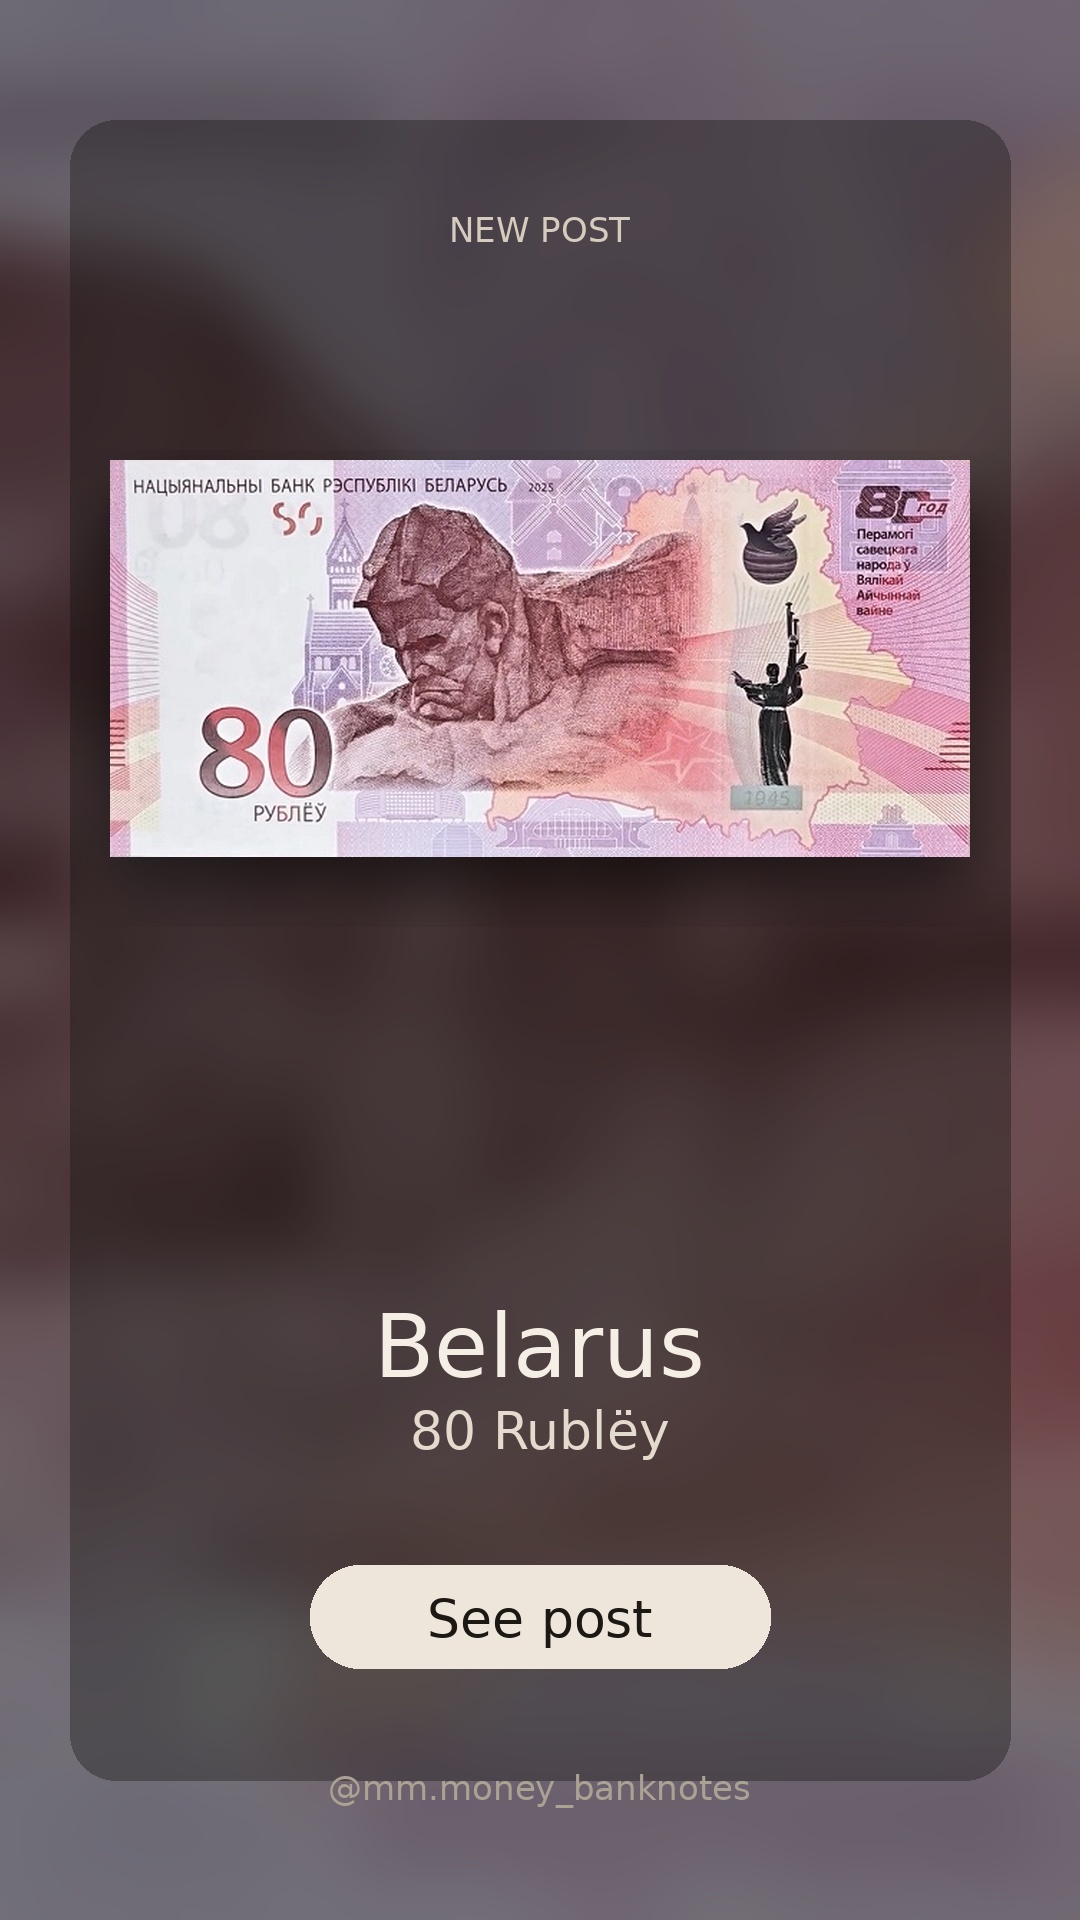 NEW POST
НАЦЫЯНАЛЬНЫ БАНК РЭСПУБЛІКІ БЕЛАРУСЬ 2025
80 год
Перамогі
савецкага
народа ў
Вялікай
Айчыннай
вайне
80
РУБЛЁЎ
1945
Belarus
80 Rublëy
See post
@mm.money_banknotes